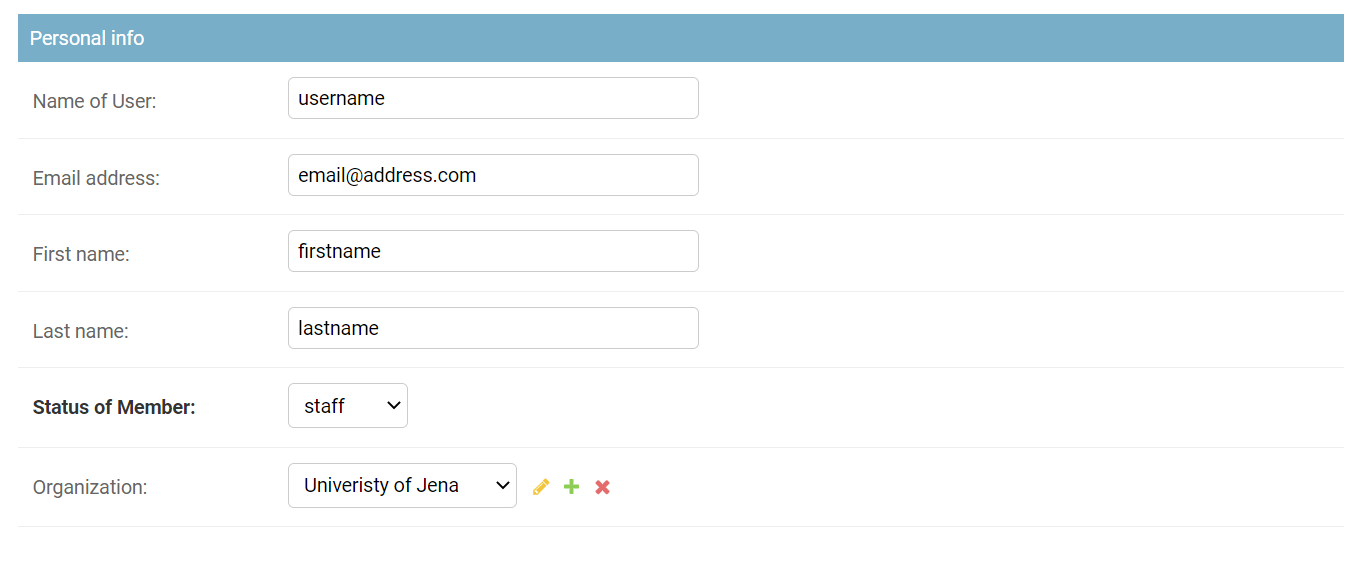 Personal info
Name of User: username
Email address: email@address.com
First name: firstname
Last name: lastname
Status of Member: staff
Organization: Univeristy of Jena